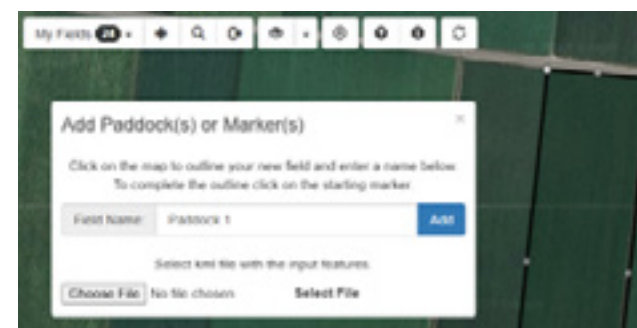 My Fields 28
Add Paddock(s) or Marker(s)
×
Click on the map to outline your new field and enter a name below.
To complete the outline click on the starting marker
Field Name Paddock 1 Add
Select kml file with the input features.
Choose File No file chosen Select File